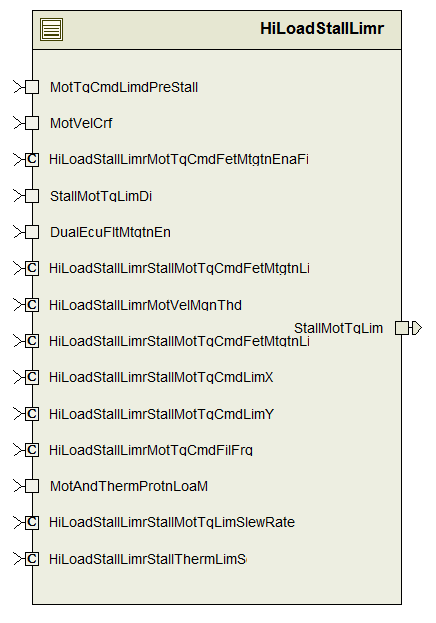 HiLoadStallLimr
MotTqCmdLimdPreStall
MotVelCrf
C HiLoadStallLimrMotTqCmdFetMtgtnEnaFi
StallMotTqLimDi
DualEcuFltMtgtnEn
C HiLoadStallLimrStallMotTqCmdFetMtgtnLi
C HiLoadStallLimrMotVelMgnThd
StallMotTqLim
C HiLoadStallLimrStallMotTqCmdFetMtgtnLi
C HiLoadStallLimrStallMotTqCmdLimX
C HiLoadStallLimrStallMotTqCmdLimY
C HiLoadStallLimrMotTqCmdFilFrq
MotAndThermProtnLoaM
C HiLoadStallLimrStallMotTqLimSlewRate
C HiLoadStallLimrStallThermLimS